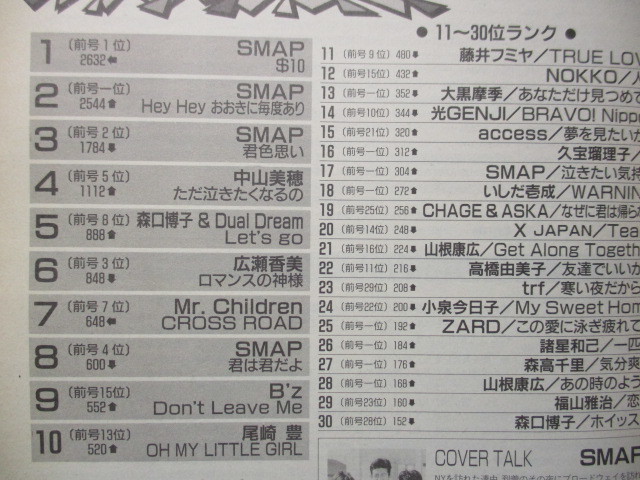 1 (前号1位) 2632⬅ SMAP
$10
2 (前号一位) 2544⬆ SMAP
Hey Hey おおきに毎度あり
3 (前号2位) 1784⬇ SMAP
君色思い
4 (前号5位) 1112⬆ 中山美穂
ただ泣きたくなるの
5 (前号8位) 888⬆ 森口博子 & Dual Dream
Let's go
6 (前号3位) 848⬇ 広瀬香美
ロマンスの神様
7 (前号7位) 648⬅ Mr. Children
CROSS ROAD
8 (前号4位) 600⬇ SMAP
君は君だよ
9 (前号15位) 552⬆ B'z
Don't Leave Me
10 (前号13位) 520⬆ 尾崎 豊
OH MY LITTLE GIRL
● 11〜30位ランク ●
11 (前号9位) 480⬇ 藤井フミヤ／TRUE LOV
12 (前号15位) 432⬆ NOKKO／
13 (前号一位) 352⬇ 大黒摩季／あなただけ見つめて
14 (前号10位) 344⬇ 光GENJI／BRAVO! Nipp
15 (前号21位) 320⬆ access／夢を見たいか
16 (前号一位) 312⬆ 久宝瑠理子／
17 (前号一位) 304⬆ SMAP／泣きたい気持
18 (前号一位) 272⬆ いしだ壱成／WARNIN
19 (前号25位) 256⬆ CHAGE & ASKA／なぜに君は帰らな
20 (前号14位) 248⬇ X JAPAN／Tea
21 (前号16位) 224⬇ 山根康広／Get Along Togeth
22 (前号11位) 216⬇ 高橋由美子／友達でいいか
23 (前号29位) 208⬆ trf／寒い夜だから
24 (前号22位) 200⬇ 小泉今日子／My Sweet Hom
25 (前号一位) 192⬆ ZARD／この愛に泳ぎ疲れて
26 (前号一位) 184⬆ 諸星和己／一匹
27 (前号一位) 176⬆ 森高千里／気分爽
28 (前号一位) 168⬆ 山根康広／あの時のよう
29 (前号23位) 160⬇ 福山雅治／恋
30 (前号28位) 152⬇ 森口博子／ホイッス
COVER TALK SMAP